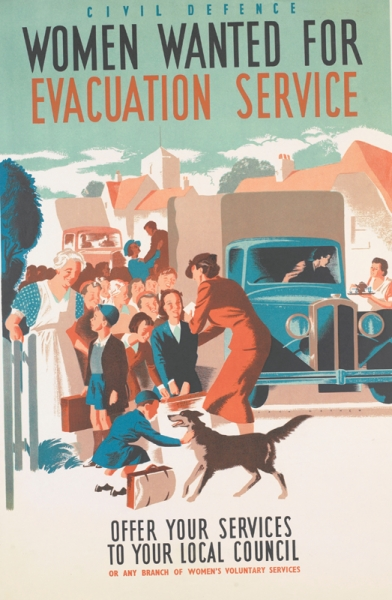 CIVIL DEFENCE
WOMEN WANTED FOR
EVACUATION SERVICE
OFFER YOUR SERVICES
TO YOUR LOCAL COUNCIL
OR ANY BRANCH OF WOMEN'S VOLUNTARY SERVICES